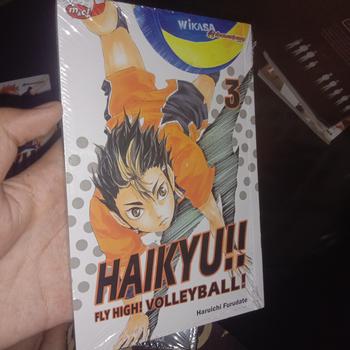 m&c!
WIKASA
3
HAIKYU!!
FLY HIGH! VOLLEYBALL!
Haruichi Furudate